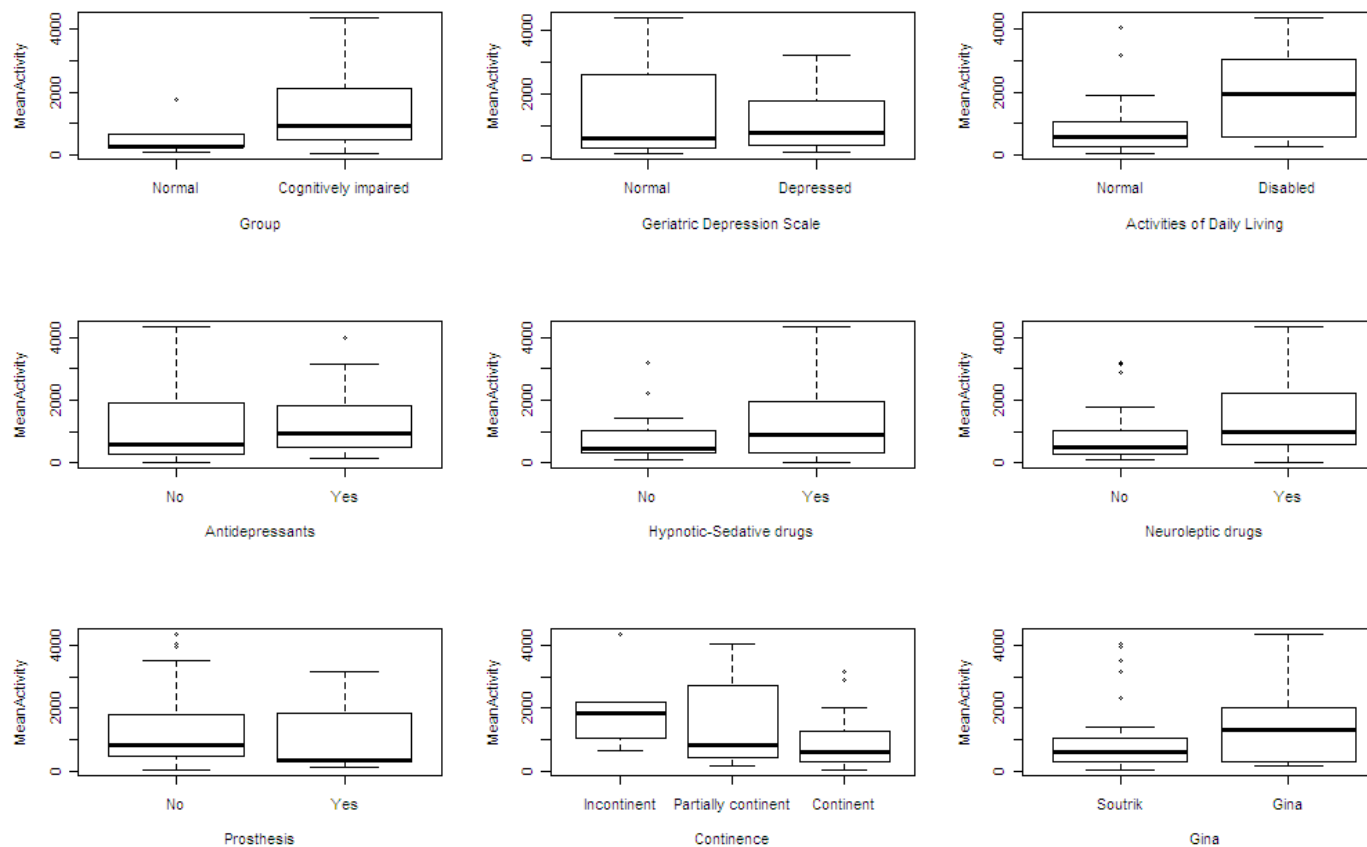 MeanActivity
0 2000 4000
Normal Cognitively impaired
Group
MeanActivity
0 2000 4000
Normal Depressed
Geriatric Depression Scale
MeanActivity
0 2000 4000
Normal Disabled
Activities of Daily Living
MeanActivity
0 2000 4000
No Yes
Antidepressants
MeanActivity
0 2000 4000
No Yes
Hypnotic-Sedative drugs
MeanActivity
0 2000 4000
No Yes
Neuroleptic drugs
MeanActivity
0 2000 4000
No Yes
Prosthesis
MeanActivity
0 2000 4000
Incontinent Partially continent Continent
Continence
MeanActivity
0 2000 4000
Soutrik Gina
Gina